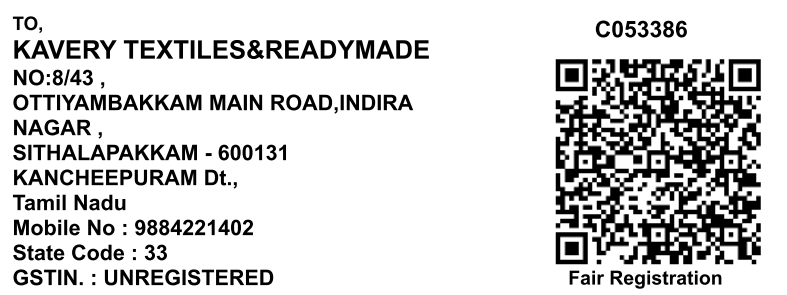 TO,
KAVERY TEXTILES&READYMADE
NO:8/43 ,
OTTIYAMBAKKAM MAIN ROAD,INDIRA
NAGAR ,
SITHALAPAKKAM - 600131
KANCHEEPURAM Dt.,
Tamil Nadu
Mobile No : 9884221402
State Code : 33
GSTIN. : UNREGISTERED
C053386
Fair Registration